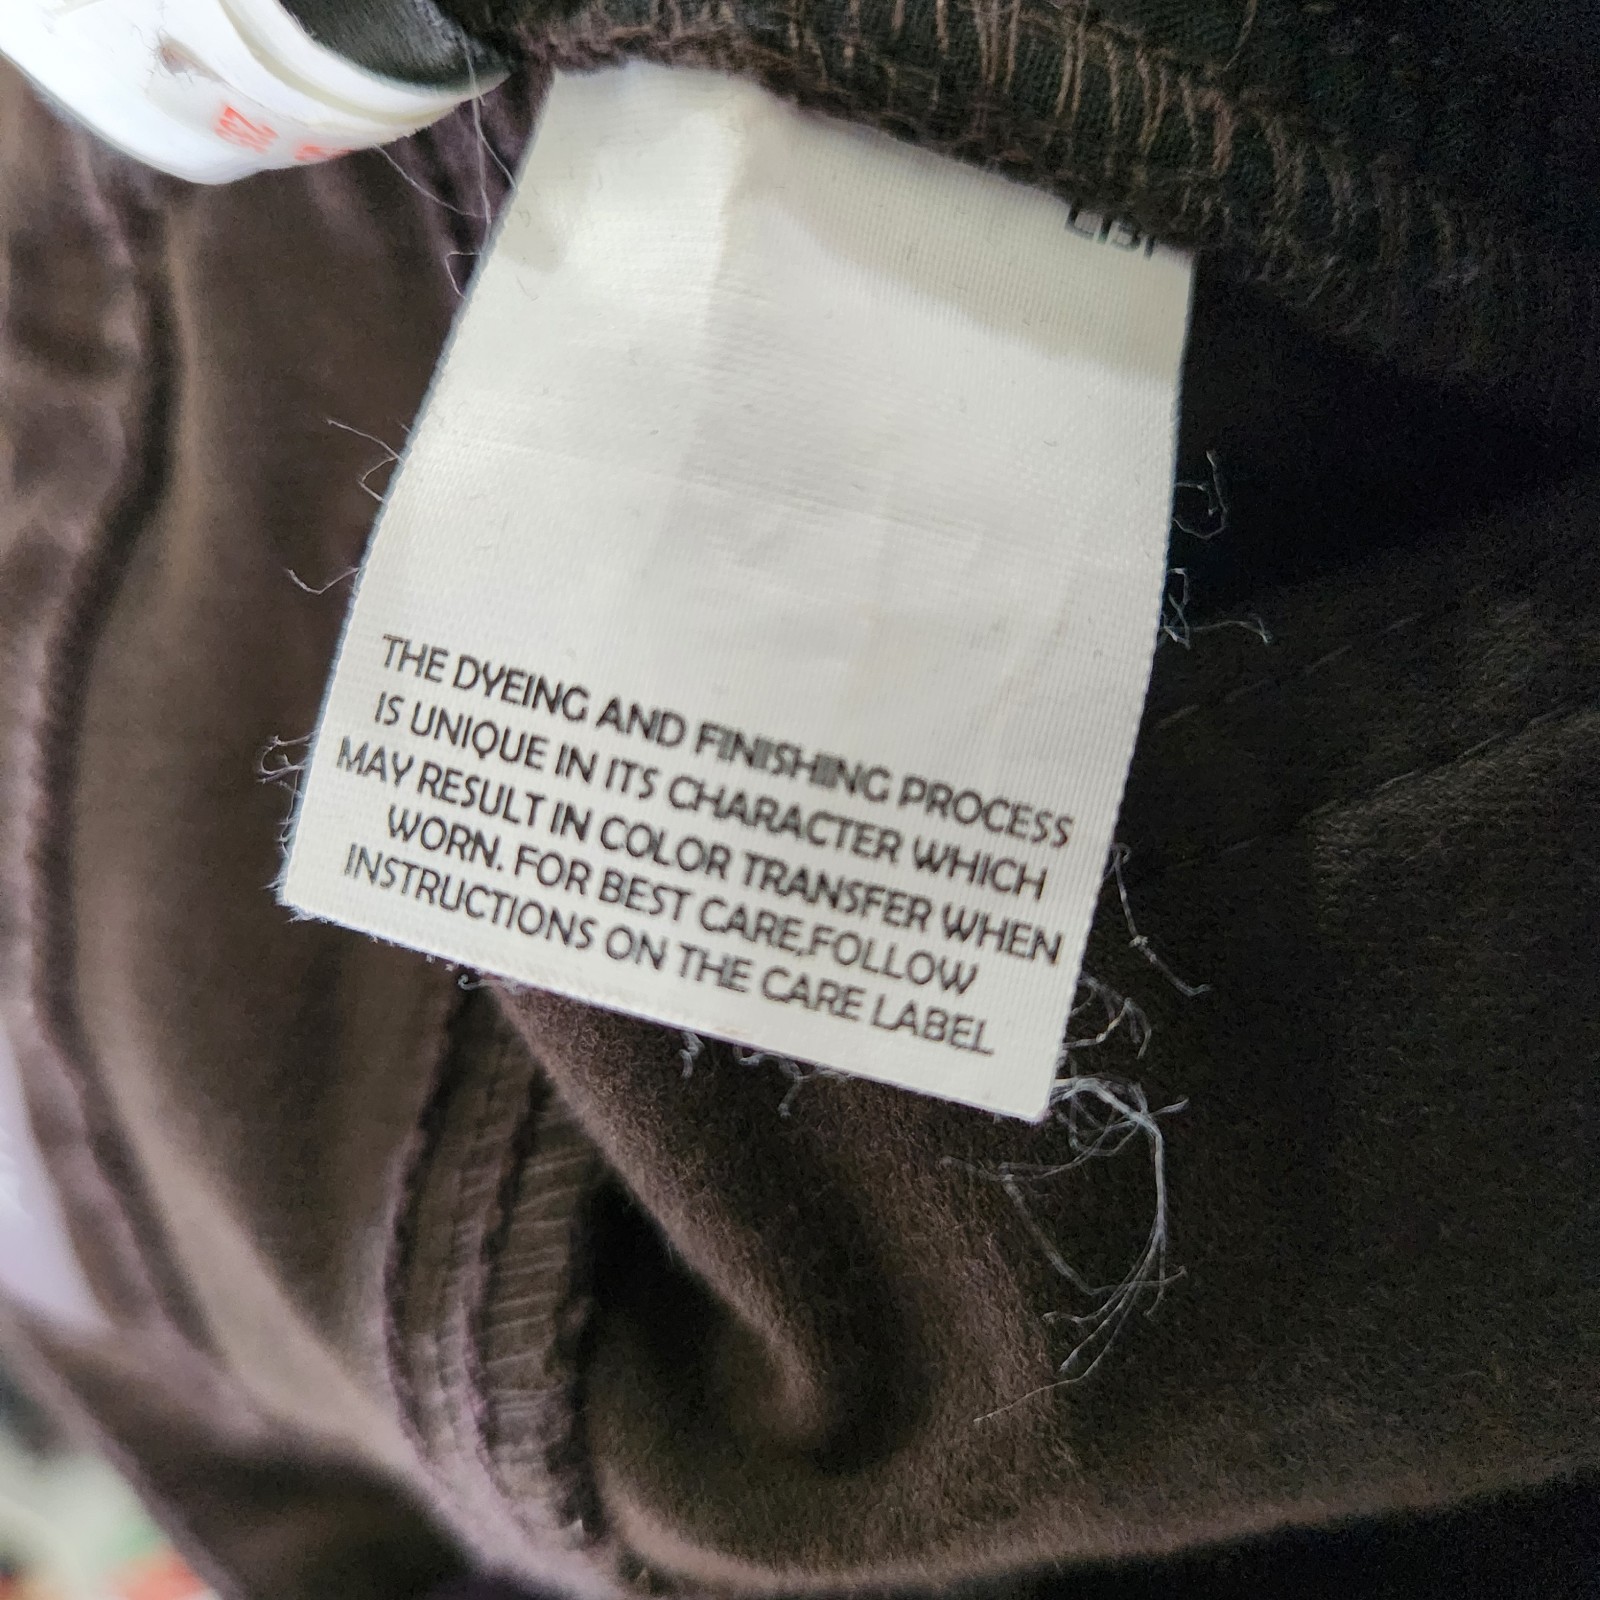 THE DYEING AND FINISHING PROCESS
IS UNIQUE IN ITS CHARACTER WHICH
MAY RESULT IN COLOR TRANSFER WHEN
WORN. FOR BEST CARE,FOLLOW
INSTRUCTIONS ON THE CARE LABEL